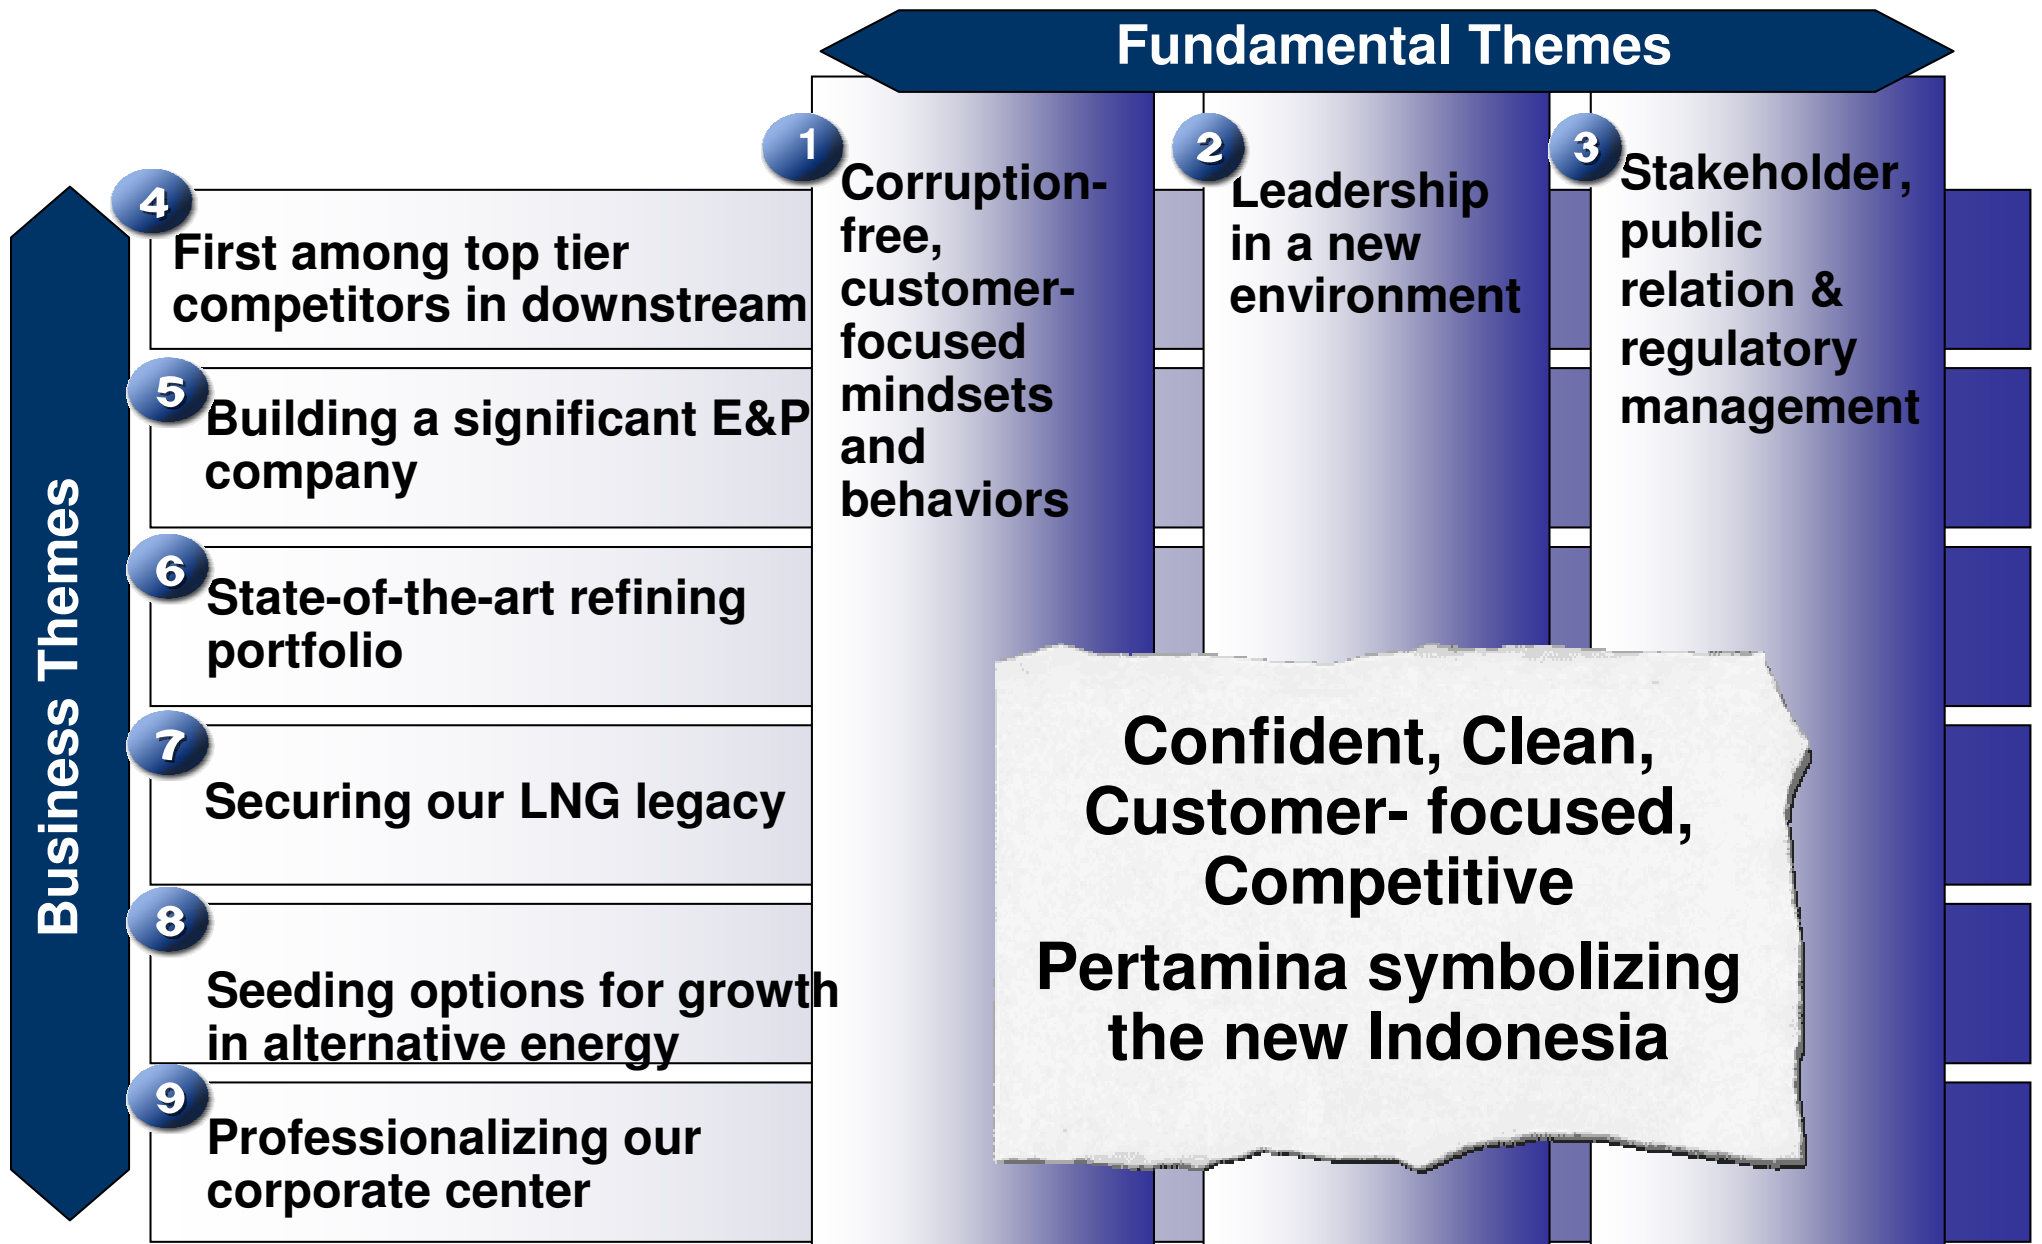 Fundamental Themes
1
Corruption-
free,
customer-
focused
mindsets
and
behaviors
2
Leadership
in a new
environment
3
Stakeholder,
public
relation &
regulatory
management
Business Themes
4
First among top tier
competitors in downstream
5
Building a significant E&P
company
6
State-of-the-art refining
portfolio
7
Securing our LNG legacy
8
Seeding options for growth
in alternative energy
9
Professionalizing our
corporate center
Confident, Clean,
Customer- focused,
Competitive
Pertamina symbolizing
the new Indonesia